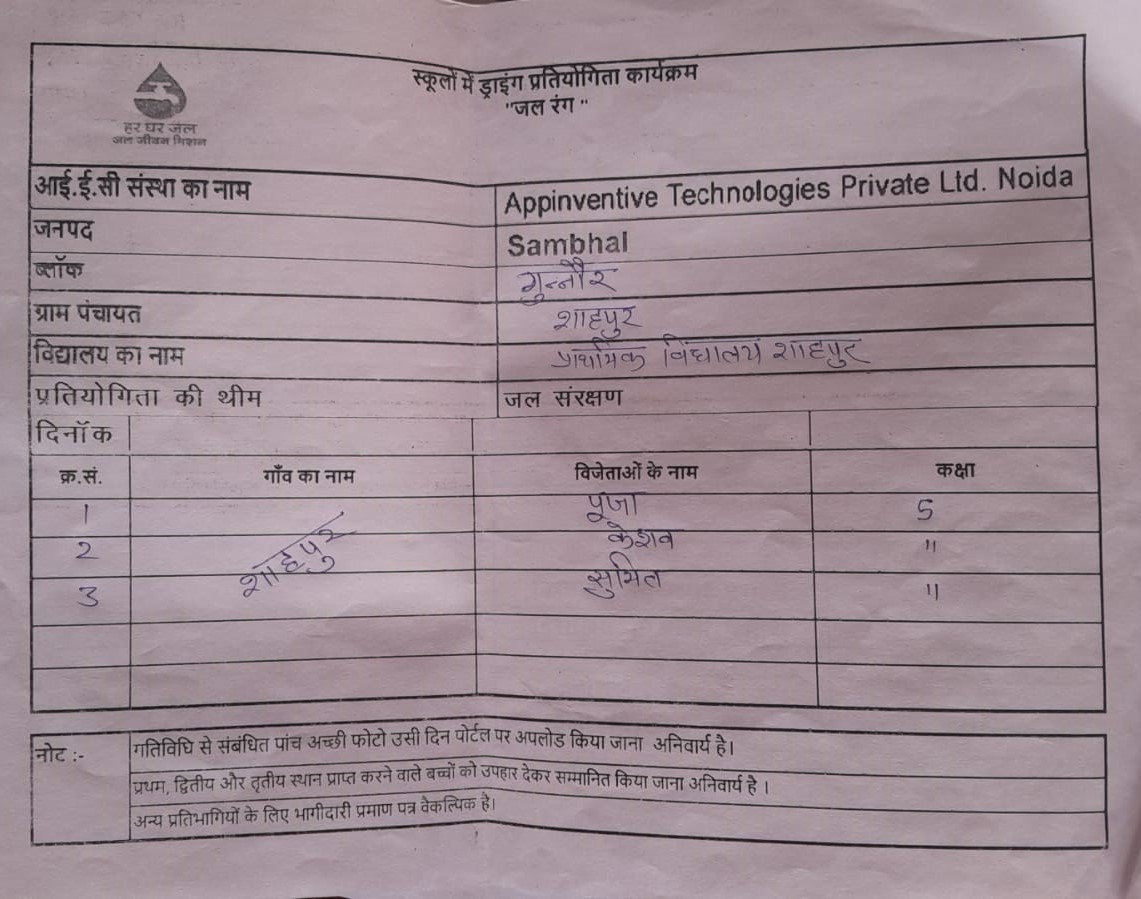 स्कूलों में ड्राइंग प्रतियोगिता कार्यक्रम
"जल रंग "
हर घर जल
जल जीवन मिशन
आई.ई.सी संस्था का नाम Appinventive Technologies Private Ltd. Noida
जनपद Sambhal
ब्लॉक गुन्नौर
ग्राम पंचायत शाहपुर
विद्यालय का नाम प्राथमिक विद्यालय शाहपुर
प्रतियोगिता की थीम जल संरक्षण
दिनॉक
क्र.सं. गाँव का नाम विजेताओं के नाम कक्षा
1 पूजा 5
2 शाहपुर केशव "
3 सुमित "
नोट :- गतिविधि से संबंधित पांच अच्छी फोटो उसी दिन पोर्टल पर अपलोड किया जाना अनिवार्य है।
प्रथम, द्वितीय और तृतीय स्थान प्राप्त करने वाले बच्चों को उपहार देकर सम्मानित किया जाना अनिवार्य है ।
अन्य प्रतिभागियों के लिए भागीदारी प्रमाण पत्र वैकल्पिक है।